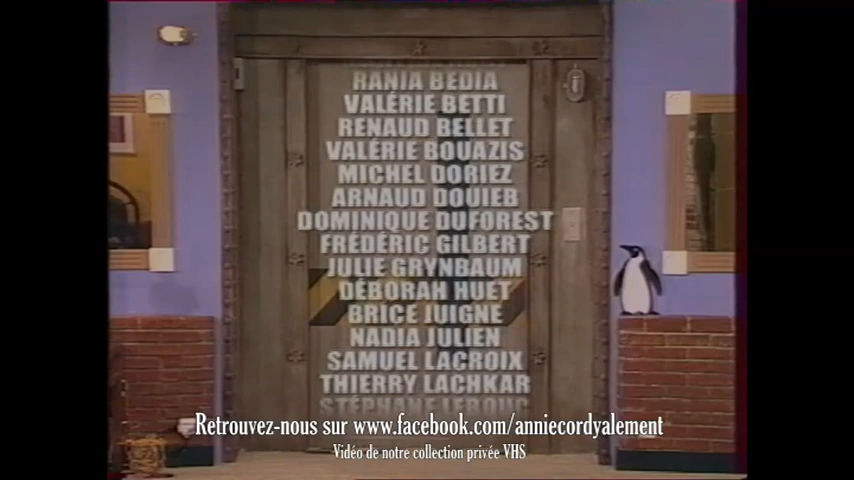 RANIA BEDIA
VALÉRIE BETTI
RENAUD BELLET
VALÉRIE BOUAZIS
MICHEL DORIEZ
ARNAUD DOUIEB
DOMINIQUE DUFOREST
FRÉDÉRIC GILBERT
JULIE GRYNBAUM
DÉBORAH HUET
BRICE JUIGNE
NADIA JULIEN
SAMUEL LACROIX
THIERRY LACHKAR
STÉPHANE LEBOUC
Retrouvez-nous sur www.facebook.com/anniecordyalement
Vidéo de notre collection privée VHS